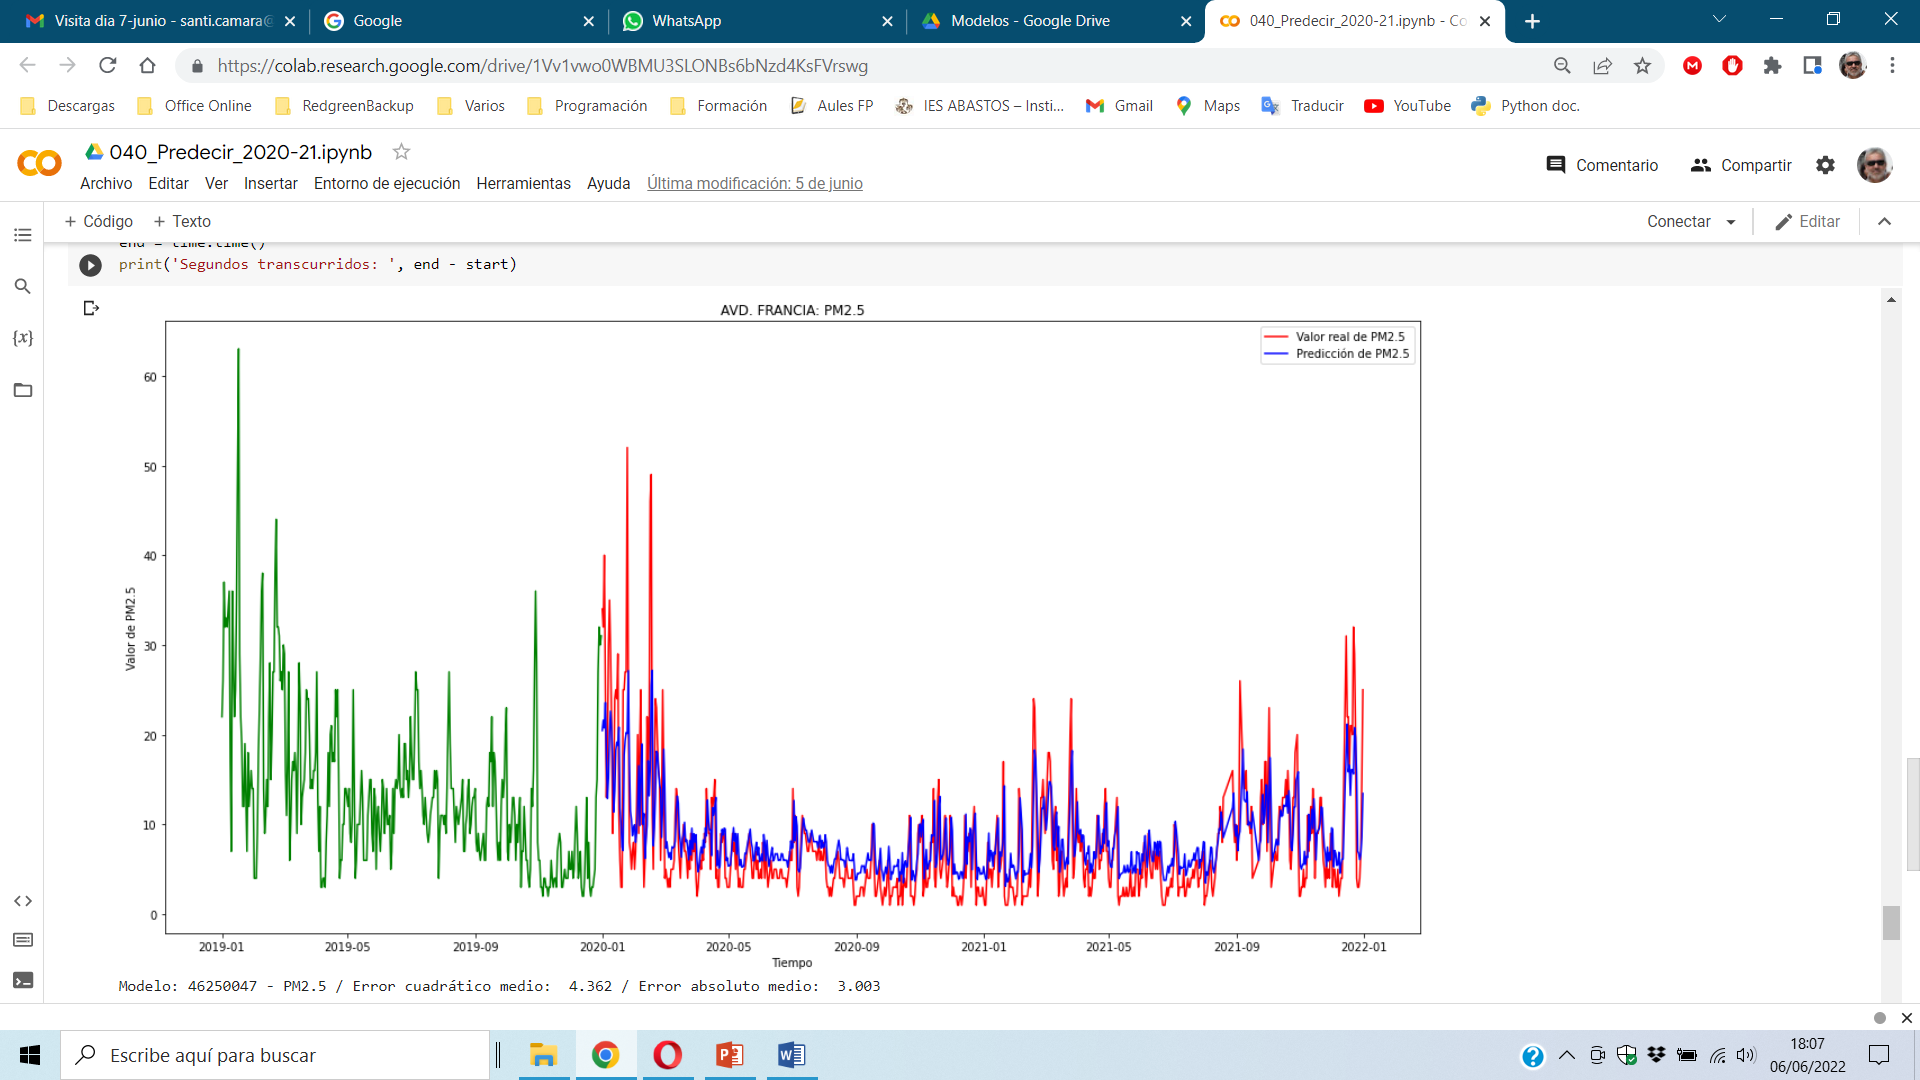 Visita dia 7-junio - santi.camara@
Google
WhatsApp
Modelos - Google Drive
040_Predecir_2020-21.ipynb - Co
https://colab.research.google.com/drive/1Vv1vwo0WBMU3SLONBs6bNzd4KsFVrswg
Descargas
Office Online
RedgreenBackup
Varios
Programación
Formación
Aules FP
IES ABASTOS – Insti...
Gmail
Maps
Traducir
YouTube
Python doc.
040_Predecir_2020-21.ipynb
Comentario
Compartir
Archivo Editar Ver Insertar Entorno de ejecución Herramientas Ayuda Última modificación: 5 de junio
+ Código + Texto
Conectar
Editar
end = time.time()
print('Segundos transcurridos: ', end - start)
AVD. FRANCIA: PM2.5
Valor real de PM2.5
Predicción de PM2.5
Valor de PM2.5
60
50
40
30
20
10
0
2019-01 2019-05 2019-09 2020-01 2020-05 2020-09 2021-01 2021-05 2021-09 2022-01
Tiempo
Modelo: 46250047 - PM2.5 / Error cuadrático medio: 4.362 / Error absoluto medio: 3.003
Escribe aquí para buscar
18:07
06/06/2022